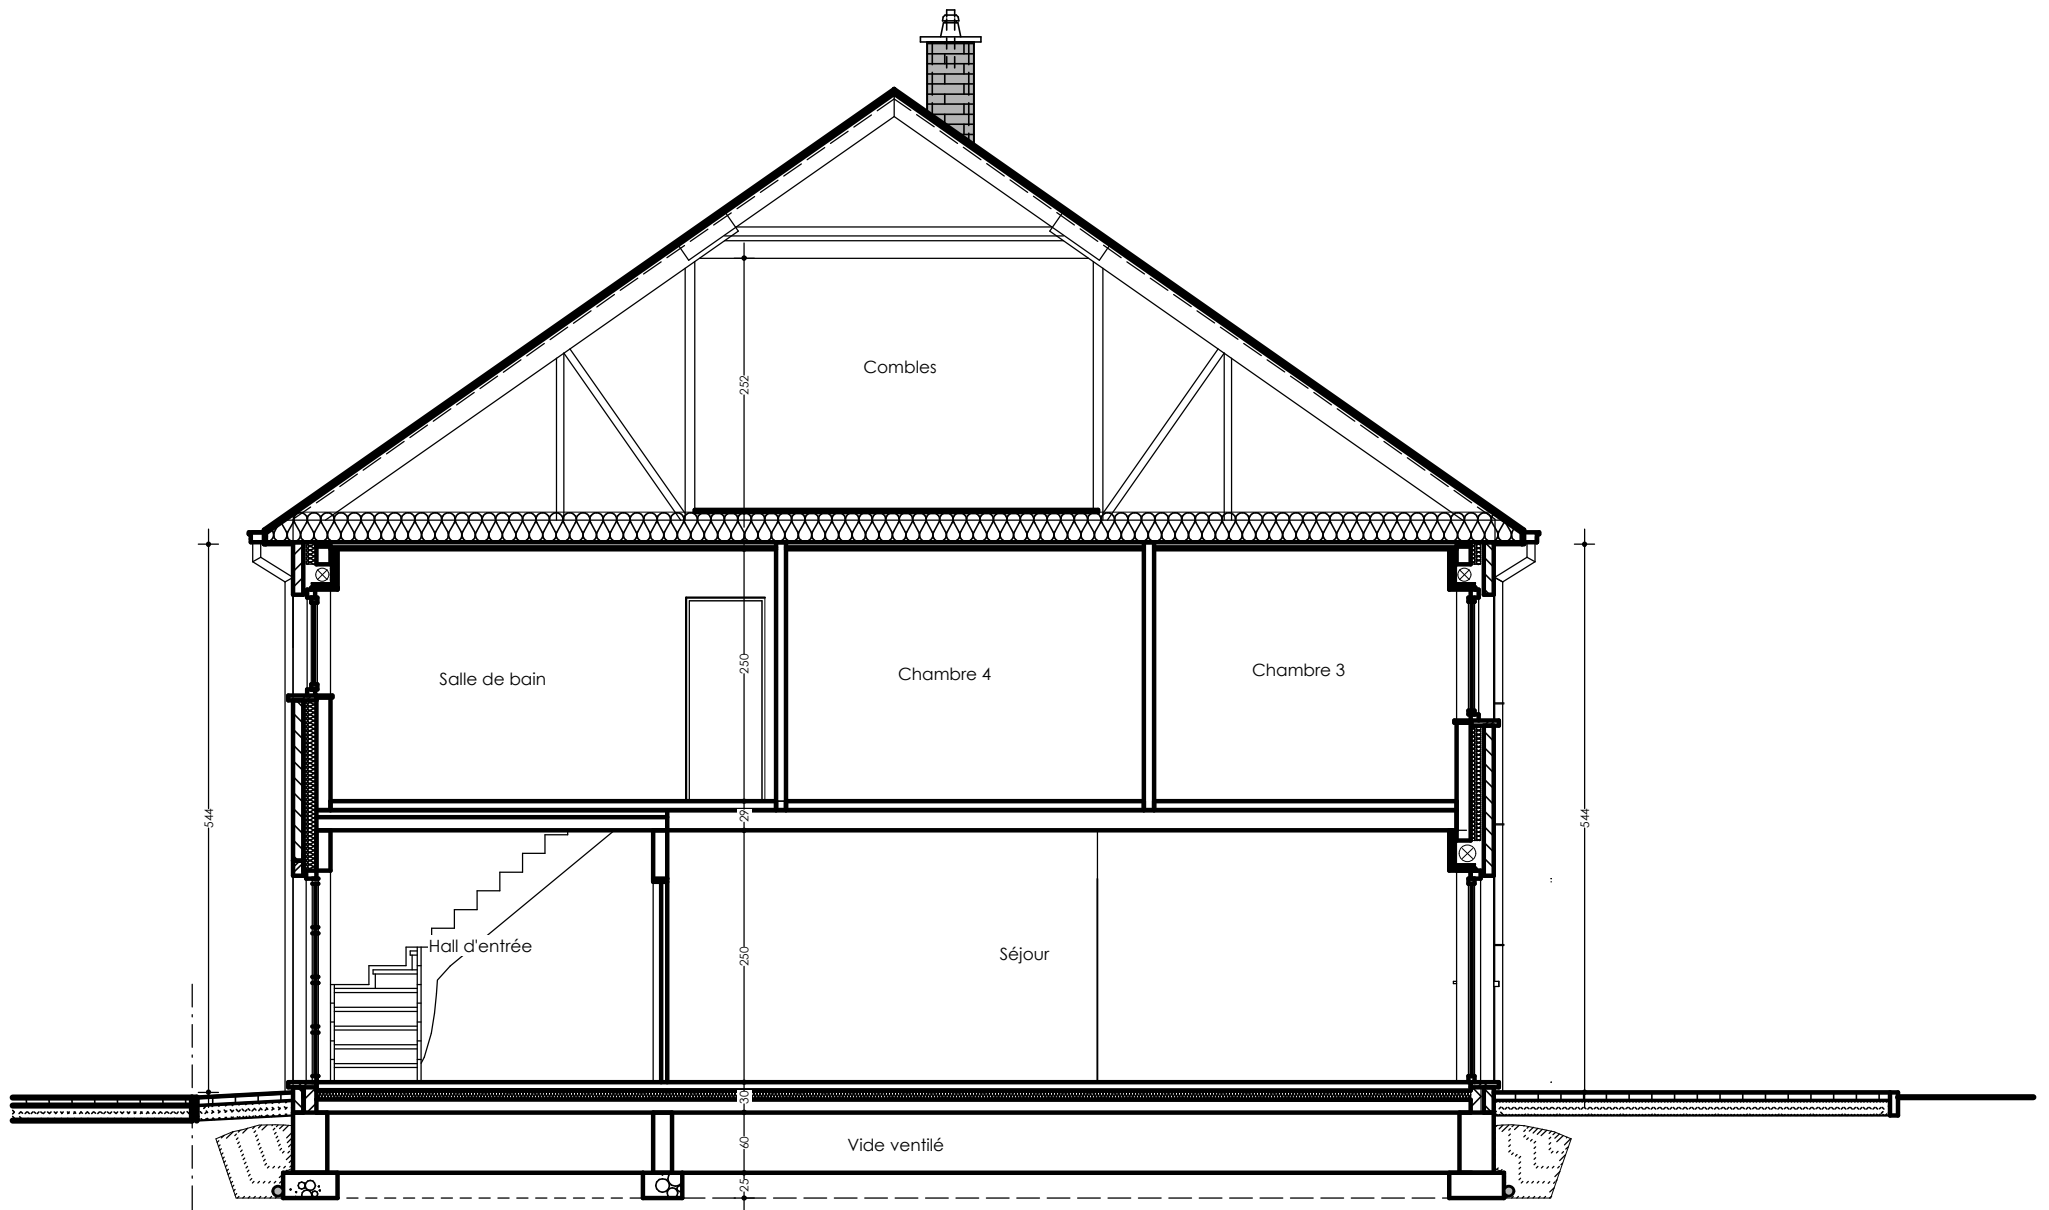 Combles
252
Salle de bain
250
Chambre 4
Chambre 3
544
29
544
Hall d'entrée
250
Séjour
30
60
Vide ventilé
25